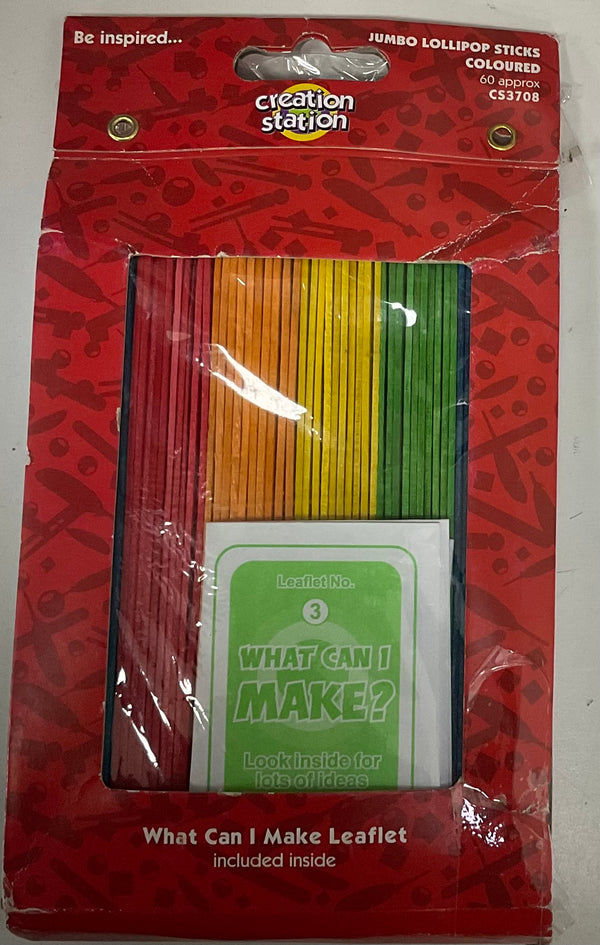 Be inspired...
JUMBO LOLLIPOP STICKS
COLOURED
60 approx
CS3708
creation
station
Leaflet No.
3
WHAT CAN I
MAKE?
Look inside for
lots of ideas
What Can I Make Leaflet
included inside